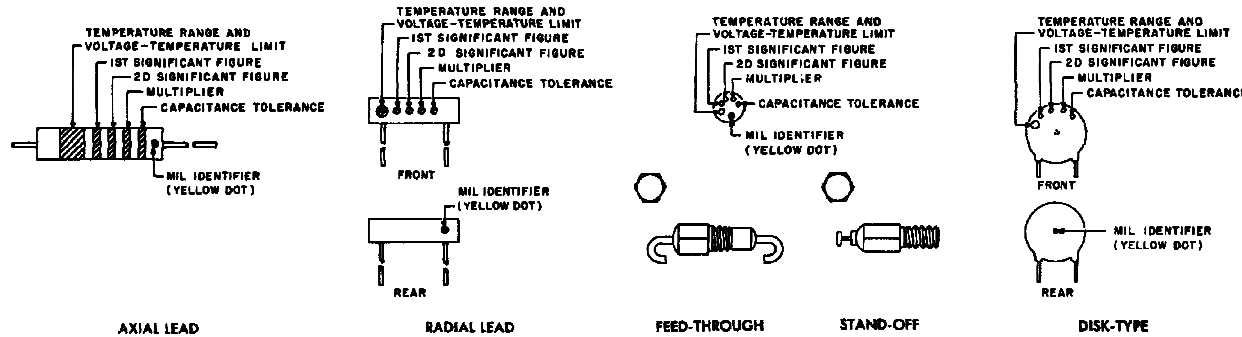 TEMPERATURE RANGE AND
VOLTAGE-TEMPERATURE LIMIT
1ST SIGNIFICANT FIGURE
2D SIGNIFICANT FIGURE
MULTIPLIER
CAPACITANCE TOLERANCE
MIL IDENTIFIER
(YELLOW DOT)
AXIAL LEAD
TEMPERATURE RANGE AND
VOLTAGE-TEMPERATURE LIMIT
1ST SIGNIFICANT FIGURE
2D SIGNIFICANT FIGURE
MULTIPLIER
CAPACITANCE TOLERANCE
FRONT
MIL IDENTIFIER
(YELLOW DOT)
REAR
RADIAL LEAD
TEMPERATURE RANGE AND
VOLTAGE-TEMPERATURE LIMIT
1ST SIGNIFICANT FIGURE
2D SIGNIFICANT FIGURE
MULTIPLIER
CAPACITANCE TOLERANCE
MIL IDENTIFIER
(YELLOW DOT)
FEED-THROUGH
STAND-OFF
TEMPERATURE RANGE AND
VOLTAGE-TEMPERATURE LIMIT
1ST SIGNIFICANT FIGURE
2D SIGNIFICANT FIGURE
MULTIPLIER
CAPACITANCE TOLERANCE
FRONT
MIL IDENTIFIER
(YELLOW DOT)
REAR
DISK-TYPE